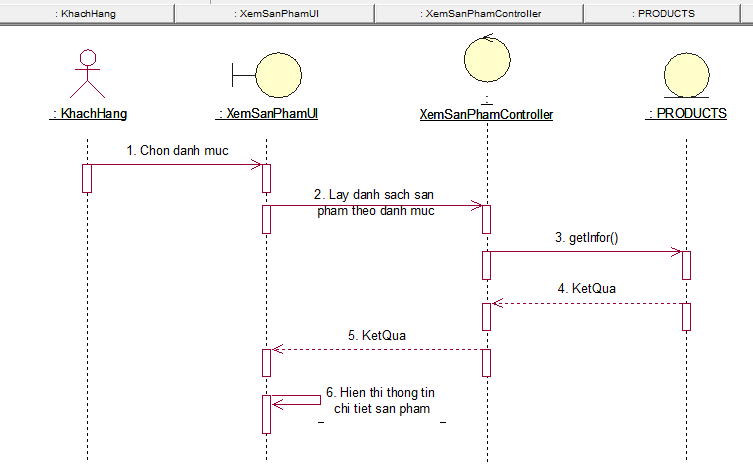 : KhachHang
: XemSanPhamUI
: XemSanPhamController
: PRODUCTS
: KhachHang
: XemSanPhamUI
:
XemSanPhamController
: PRODUCTS
1. Chon danh muc
2. Lay danh sach san
pham theo danh muc
3. getInfor()
4. KetQua
5. KetQua
6. Hien thi thong tin
chi tiet san pham